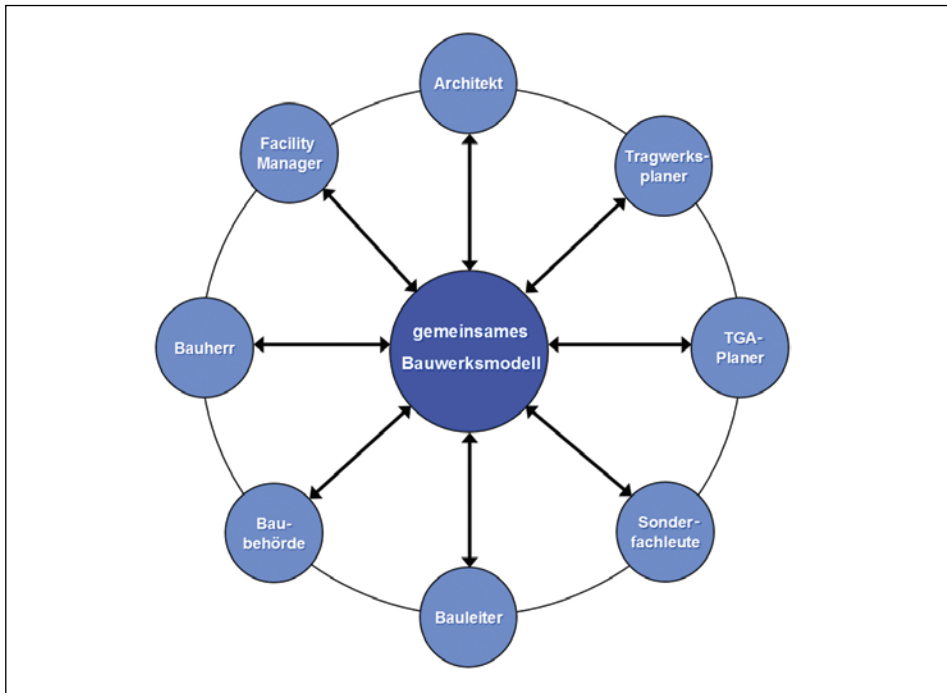 Architekt
Facility
Manager
Tragwerks-
planer
gemeinsames
Bauwerksmodell
Bauherr
TGA-
Planer
Bau-
behörde
Sonder-
fachleute
Bauleiter